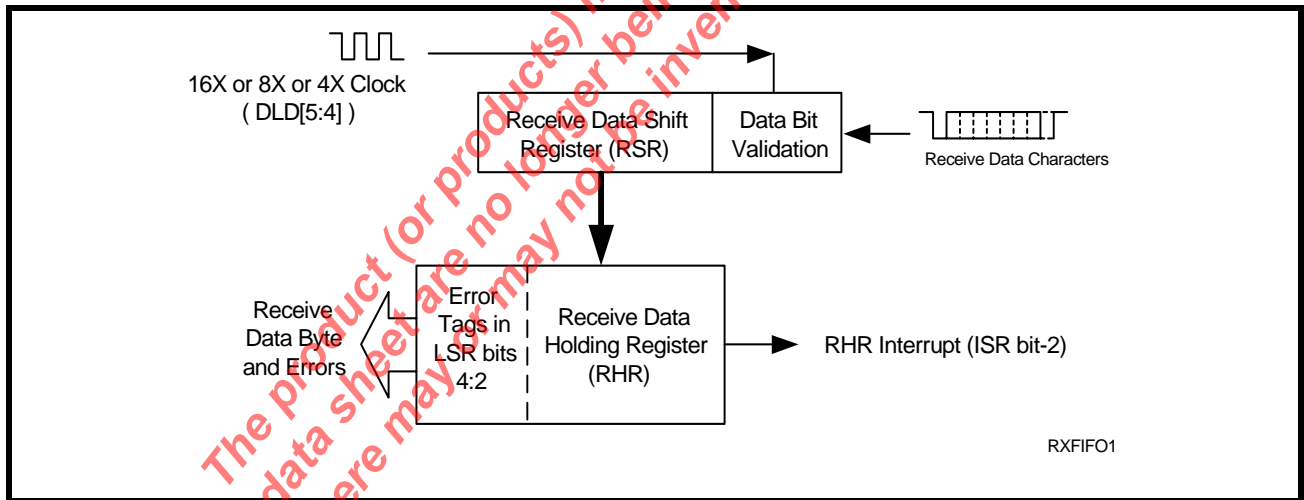 16X or 8X or 4X Clock
( DLD[5:4] )
Receive Data Shift
Register (RSR)
Data Bit
Validation
Receive Data Characters
Receive
Data Byte
and Errors
Error
Tags in
LSR bits
4:2
Receive Data
Holding Register
(RHR)
RHR Interrupt (ISR bit-2)
RXFIFO1
The product (or products)
data sheet are no longer
ere may or may not be